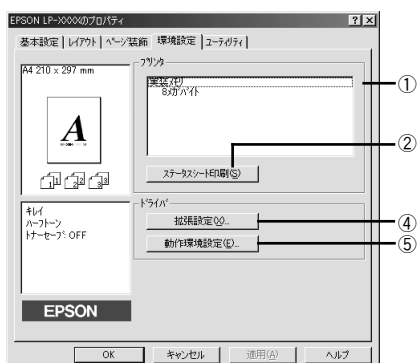 EPSON LP-XXXXのプロパティ
基本設定 レイアウト ページ装飾 環境設定 ユーティリティ
A4 210 x 297 mm
A
プリンタ
実装メモリ
8メガバイト
①
②
ステータスシート印刷(S)
キレイ
ハーフトーン
トナーセーブ: OFF
ドライバ
拡張設定(X)...
④
動作環境設定(E)...
⑤
EPSON
OK キャンセル 適用(A) ヘルプ